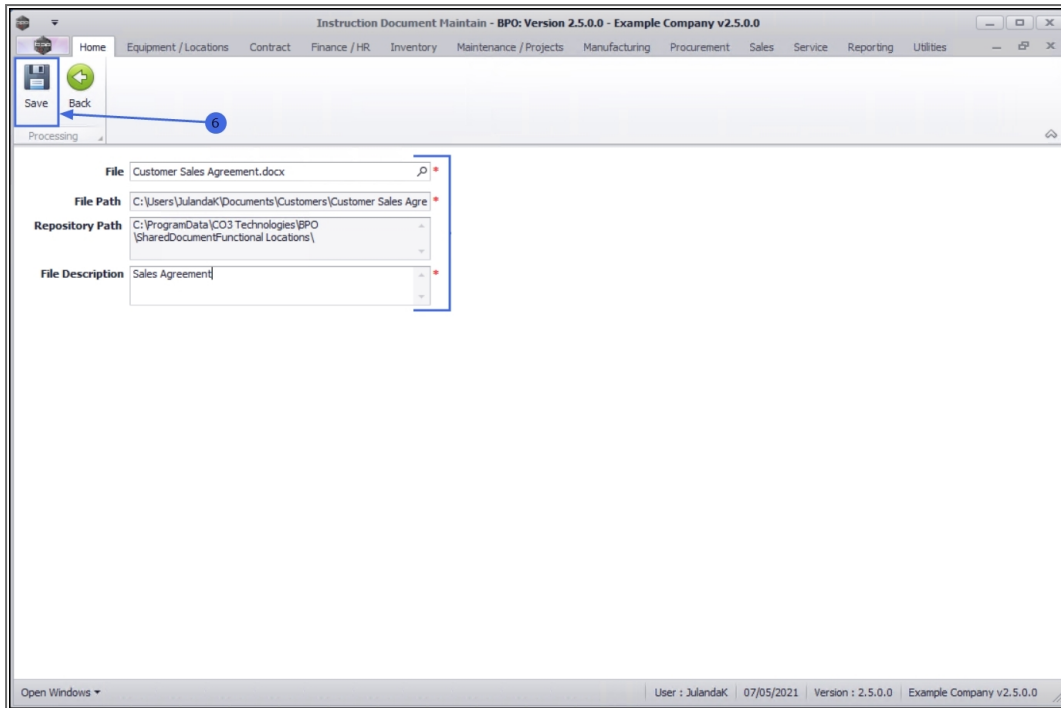 Instruction Document Maintain - BPO: Version 2.5.0.0 - Example Company v2.5.0.0
Home Equipment / Locations Contract Finance / HR Inventory Maintenance / Projects Manufacturing Procurement Sales Service Reporting Utilities
Save Back
6
Processing
File Customer Sales Agreement.docx *
File Path C:\Users\JulandaK\Documents\Customers\Customer Sales Agre *
Repository Path C:\ProgramData\CO3 Technologies\BPO
\SharedDocumentFunctional Locations\
File Description Sales Agreement *
Open Windows User : JulandaK 07/05/2021 Version : 2.5.0.0 Example Company v2.5.0.0